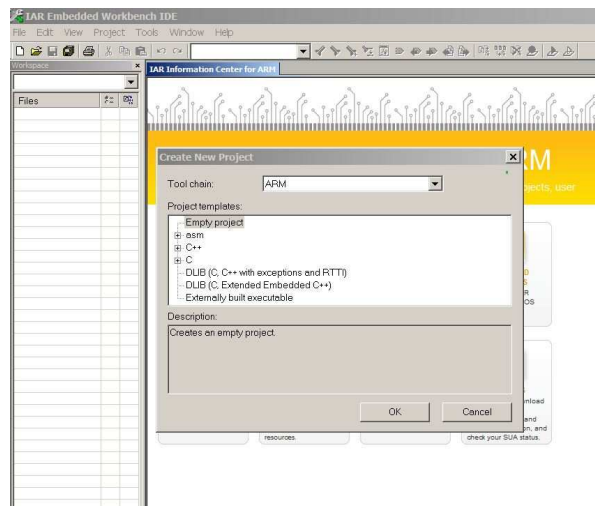 IAR Embedded Workbench IDE
File Edit View Project Tools Window Help
Workspace
IAR Information Center for ARM
Files
Create New Project
Tool chain: ARM
Project templates:
Empty project
asm
C++
C
DLIB (C, C++ with exceptions and RTTI)
DLIB (C, Extended Embedded C++)
Externally built executable
Description:
Creates an empty project.
OK Cancel
user
resources.
and
check your SUA status.